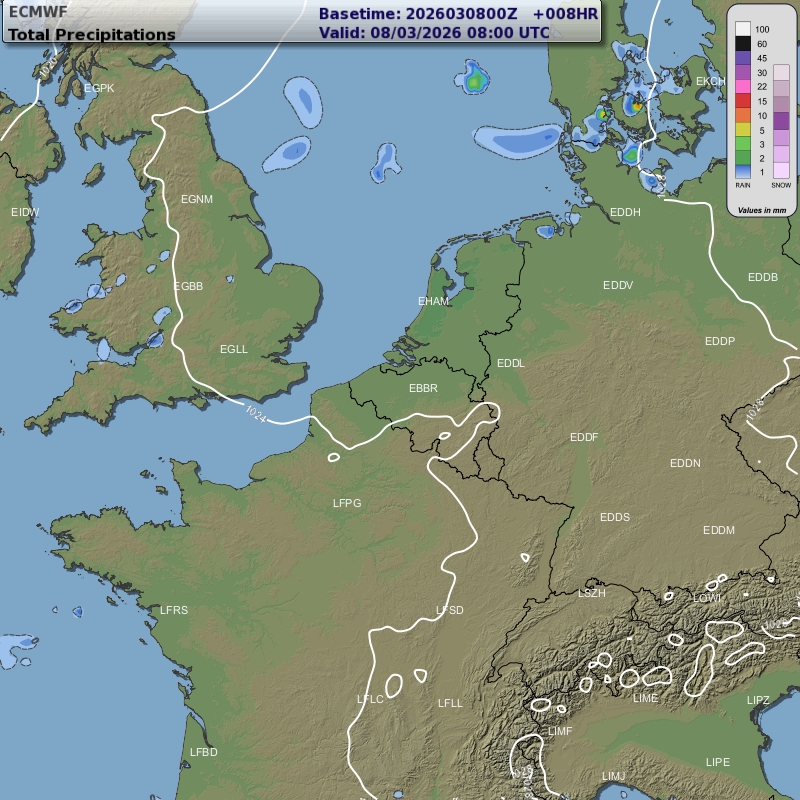 ECMWF
Basetime: 2026030800Z +008HR
Total Precipitations
Valid: 08/03/2026 08:00 UTC
100
60
45
30
22
15
10
5
3
2
1
RAIN SNOW
Values in mm
1020
EGPK
EKCH
EGNM
EIDW
EDDH
EGBB
EDDV
EDDB
EHAM
EDDP
EGLL
EDDL
EBBR
1024
1028
EDDF
EDDN
LFPG
EDDS
EDDM
LSZH
LOWI
LFRS
LFSD
LFLC
LFLL
LIME
LIPZ
LIMF
LFBD
LIPE
LIMJ